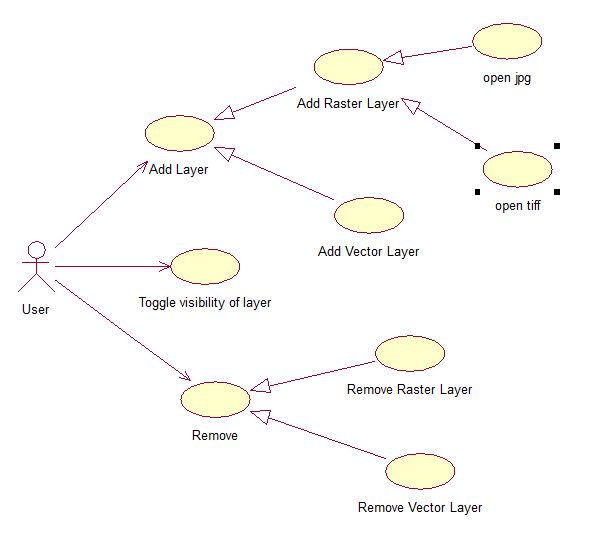 open jpg
Add Raster Layer
Add Layer
open tiff
Add Vector Layer
User
Toggle visibility of layer
Remove Raster Layer
Remove
Remove Vector Layer